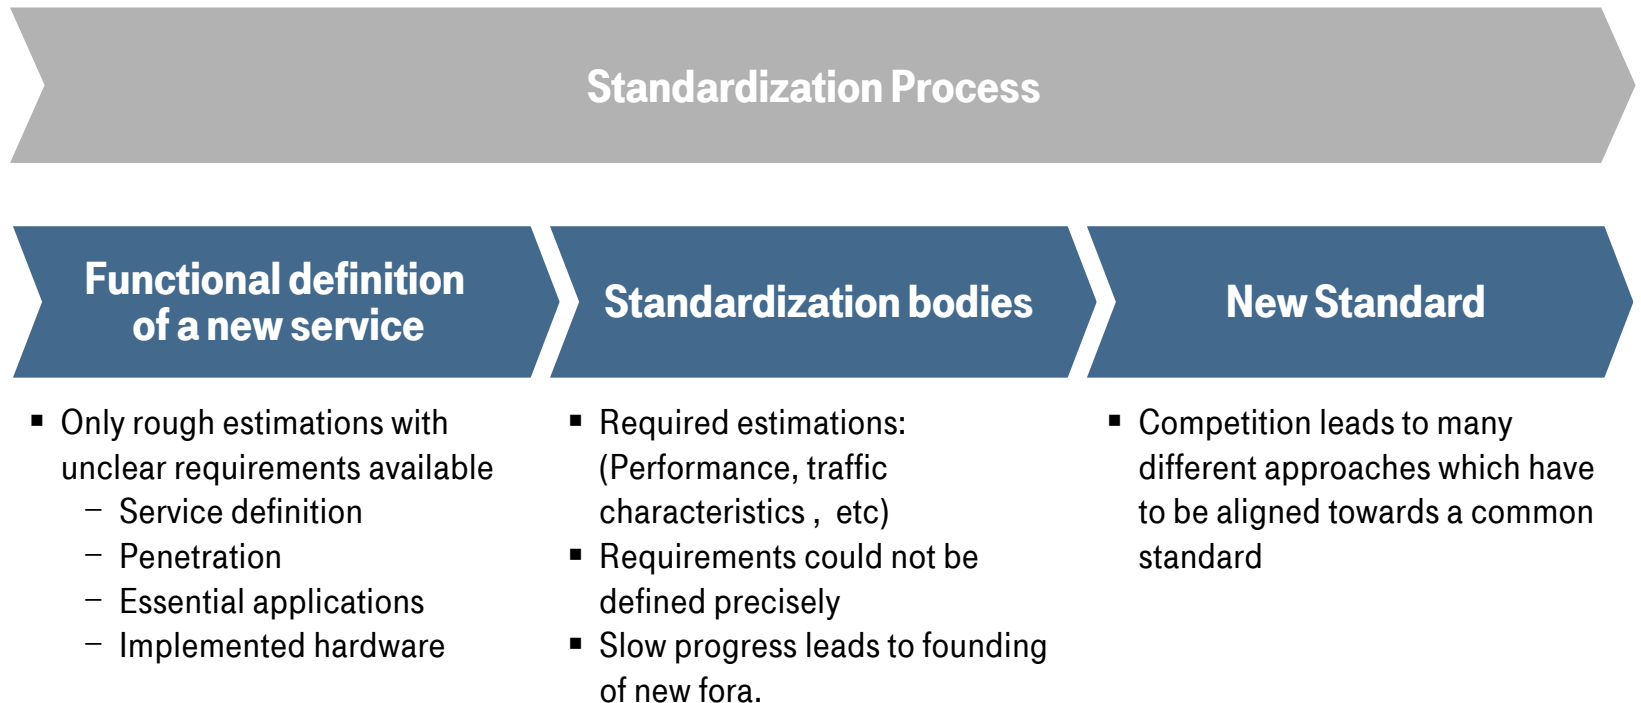 Standardization Process
Functional definition
of a new service
▪ Only rough estimations with
unclear requirements available
– Service definition
– Penetration
– Essential applications
– Implemented hardware
Standardization bodies
▪ Required estimations:
(Performance, traffic
characteristics , etc)
▪ Requirements could not be
defined precisely
▪ Slow progress leads to founding
of new fora.
New Standard
▪ Competition leads to many
different approaches which have
to be aligned towards a common
standard